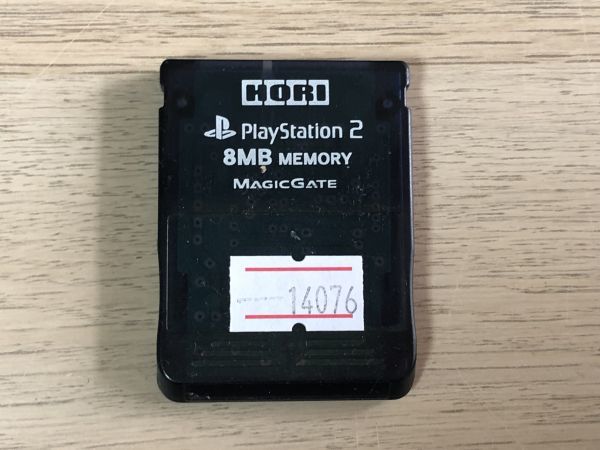 HORI
PlayStation 2
8MB MEMORY
MAGICGATE
14076